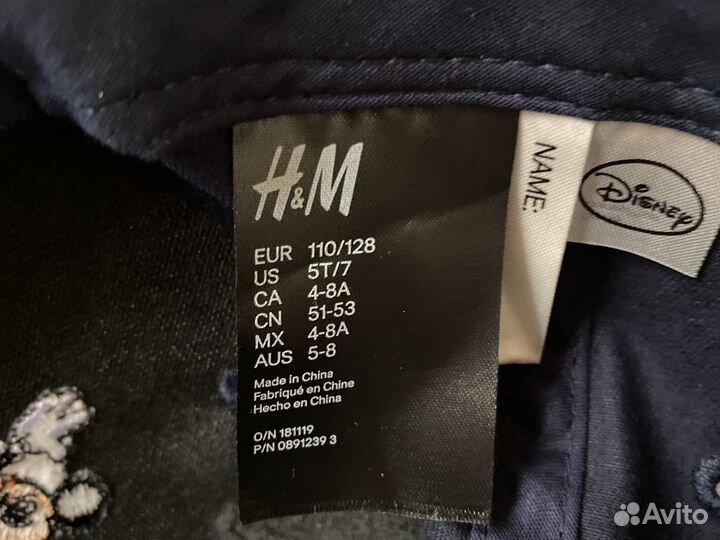 H&M
EUR 110/128
US 5T/7
CA 4-8A
CN 51-53
MX 4-8A
AUS 5-8
Made in China
Fabriqué en Chine
Hecho en China
O/N 181119
P/N 0891239 3
NAME:
Disney
Avito